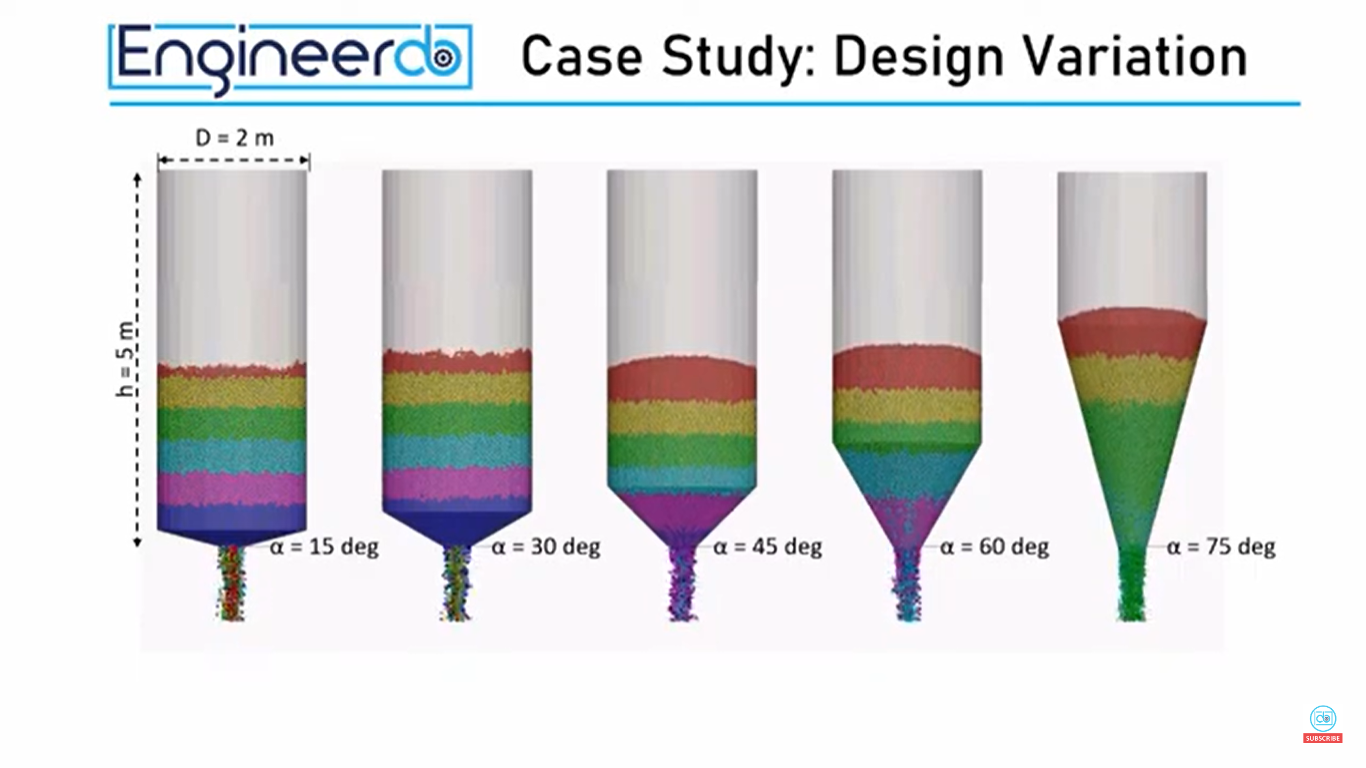 Engineerdo
Case Study: Design Variation
D = 2 m
h = 5 m
α = 15 deg
α = 30 deg
α = 45 deg
α = 60 deg
α = 75 deg
SUBSCRIBE